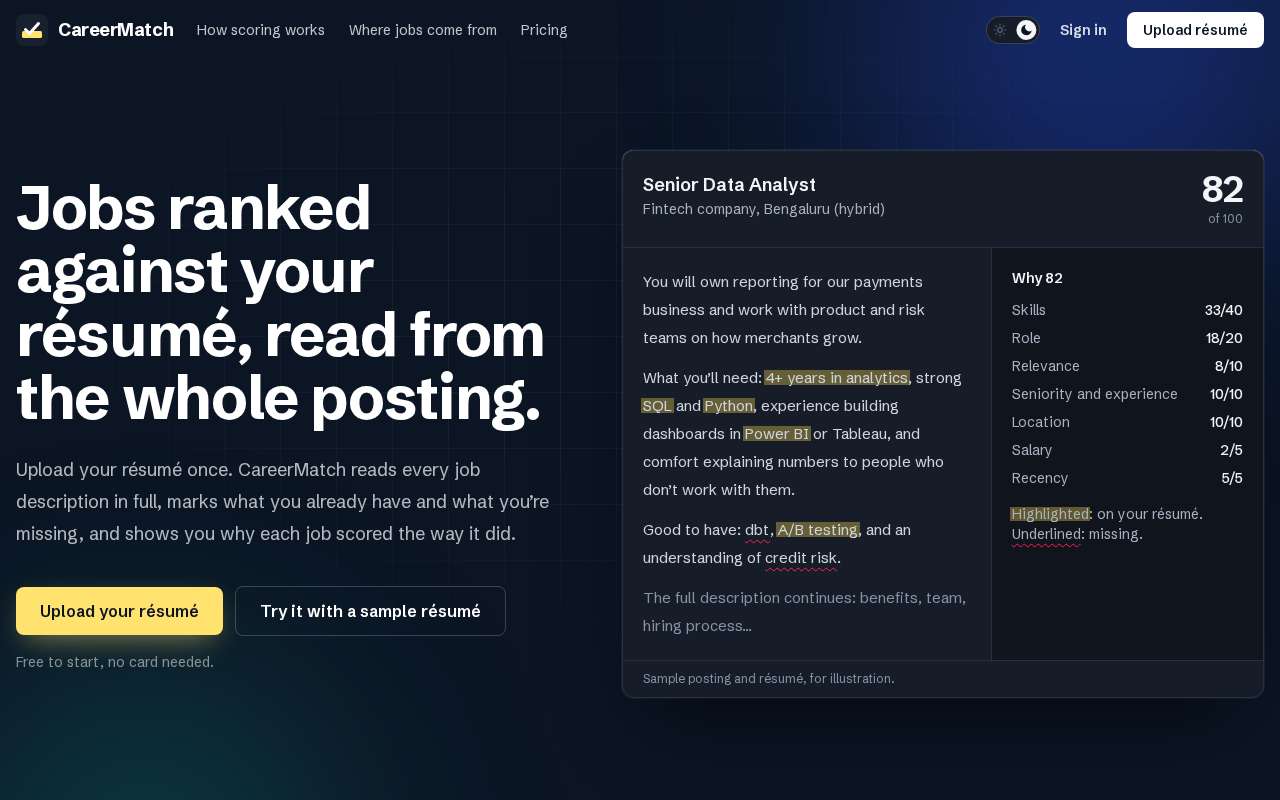 CareerMatch
How scoring works
Where jobs come from
Pricing
Sign in
Upload résumé
Jobs ranked
against your
résumé, read from
the whole posting.
Upload your résumé once. CareerMatch reads every job
description in full, marks what you already have and what you're
missing, and shows you why each job scored the way it did.
Upload your résumé
Try it with a sample résumé
Free to start, no card needed.
Senior Data Analyst
Fintech company, Bengaluru (hybrid)
82
of 100
You will own reporting for our payments
business and work with product and risk
teams on how merchants grow.
What you'll need: 4+ years in analytics, strong
SQL and Python, experience building
dashboards in Power BI or Tableau, and
comfort explaining numbers to people who
don't work with them.
Good to have: dbt, A/B testing, and an
understanding of credit risk.
The full description continues: benefits, team,
hiring process…
Why 82
Skills 33/40
Role 18/20
Relevance 8/10
Seniority and experience 10/10
Location 10/10
Salary 2/5
Recency 5/5
Highlighted: on your résumé.
Underlined: missing.
Sample posting and résumé, for illustration.